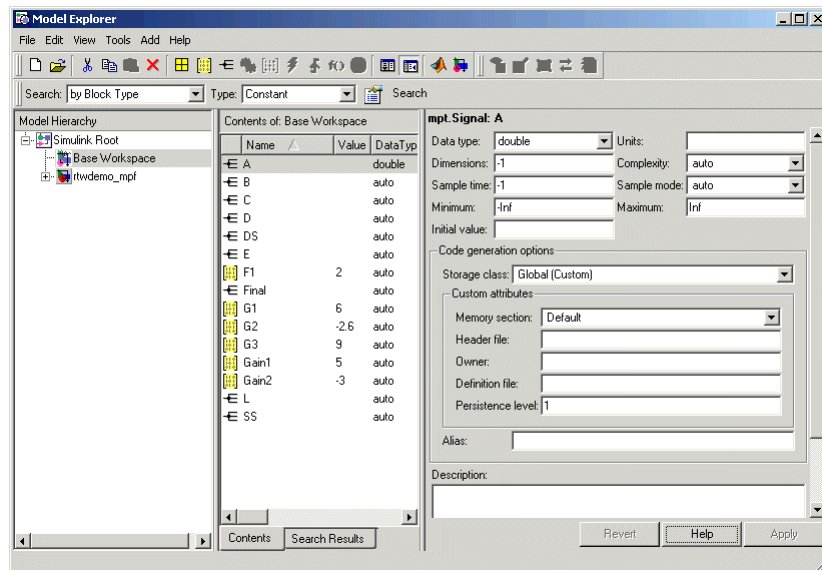 Model Explorer
File Edit View Tools Add Help
Search: by Block Type Type: Constant Search
Model Hierarchy
Simulink Root
Base Workspace
rtwdemo_mpf
Contents of: Base Workspace
Name Value DataTyp
A double
B auto
C auto
D auto
DS auto
E auto
F1 2 auto
Final auto
G1 6 auto
G2 -2.6 auto
G3 9 auto
Gain1 5 auto
Gain2 -3 auto
L auto
SS auto
Contents Search Results
mpt.Signal: A
Data type: double Units:
Dimensions: -1 Complexity: auto
Sample time: -1 Sample mode: auto
Minimum: -Inf Maximum: Inf
Initial value:
Code generation options
Storage class: Global (Custom)
Custom attributes
Memory section: Default
Header file:
Owner:
Definition file:
Persistence level: 1
Alias:
Description:
Revert Help Apply